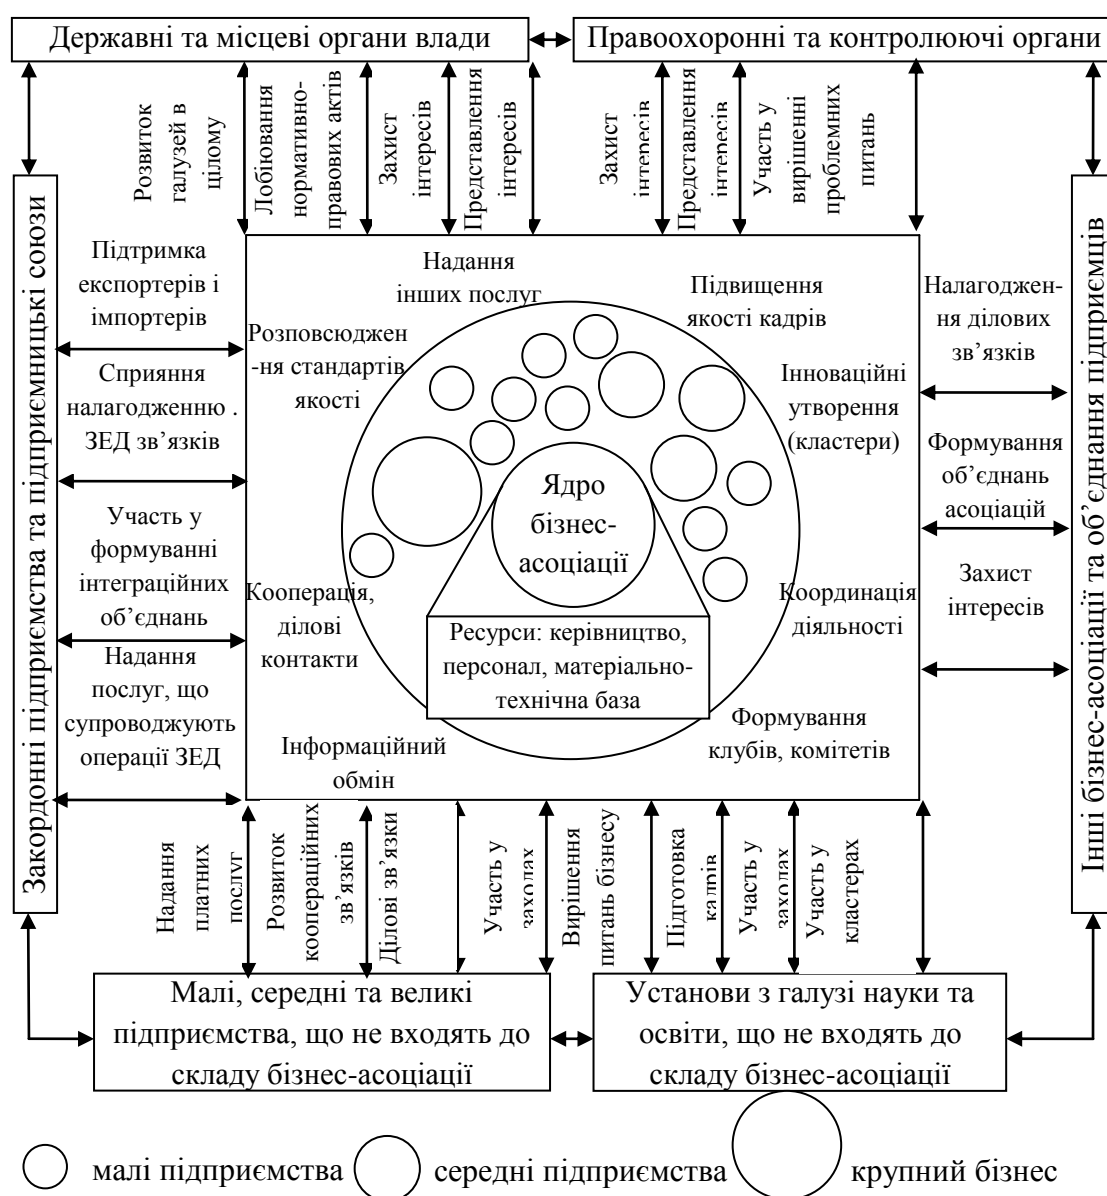 Державні та місцеві органи влади
Правоохоронні та контролюючі органи
Розвиток
галузей в
цілому
Лобіювання
нормативно-
правових актів
Захист
інтересів
Представлення
інтересів
Захист
інтересів
Представлення
інтересів
Участь у
вирішенні
проблемних
питань
Закордонні підприємства та підприємницькі союзи
Підтримка
експортерів і
імпортерів
Сприяння
налагодженню .
ЗЕД зв’язків
Участь у
формуванні
інтеграційних
об’єднань
Надання
послуг, що
супроводжують
операції ЗЕД
Надання
інших послуг
Підвищення
якості кадрів
Розповсюджен
-ня стандартів
якості
Інноваційні
утворення
(кластери)
Ядро
бізнес-
асоціації
Кооперація,
ділові
контакти
Координація
діяльності
Ресурси: керівництво,
персонал, матеріально-
технічна база
Інформаційний
обмін
Формування
клубів, комітетів
Налагоджен-
ня ділових
зв’язків
Формування
об’єднань
асоціацій
Захист
інтересів
Інші бізнес-асоціації та об’єднання підприємців
Надання
платних
послуг
Розвиток
коопераційних
зв’язків
Ділові зв’язки
Участь у
заходах
Вирішення
питань бізнесу
Підготовка
кадрів
Участь у
заходах
Участь у
кластерах
Малі, середні та великі
підприємства, що не входять до
складу бізнес-асоціації
Установи з галузі науки та
освіти, що не входять до
складу бізнес-асоціації
малі підприємства
середні підприємства
крупний бізнес